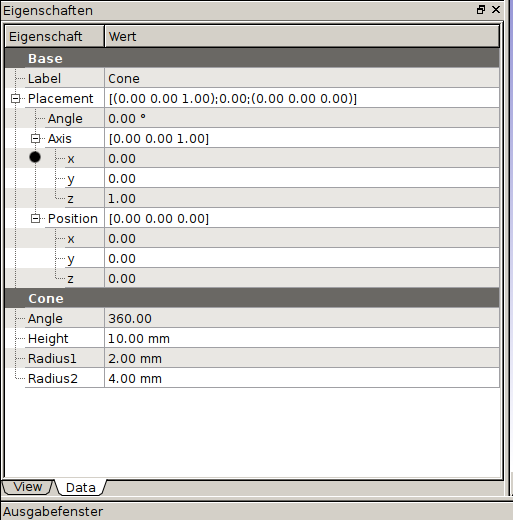 Eigenschaften
Eigenschaft Wert
Base
Label Cone
Placement [(0.00 0.00 1.00);0.00;(0.00 0.00 0.00)]
Angle 0.00 °
Axis [0.00 0.00 1.00]
x 0.00
y 0.00
z 1.00
Position [0.00 0.00 0.00]
x 0.00
y 0.00
z 0.00
Cone
Angle 360.00
Height 10.00 mm
Radius1 2.00 mm
Radius2 4.00 mm
View Data
Ausgabefenster